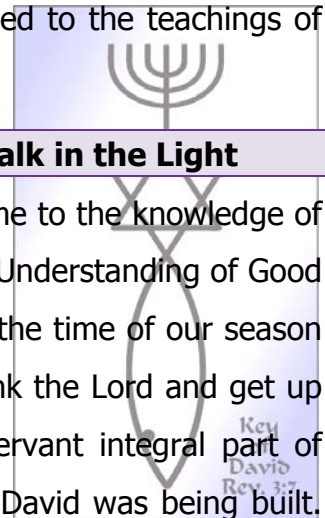 ed to the teachings of
alk in the Light
me to the knowledge of
Understanding of Good
the time of our season
nk the Lord and get up
ervant integral part of
David was being built.
Key
of
David
Rev. 3:7